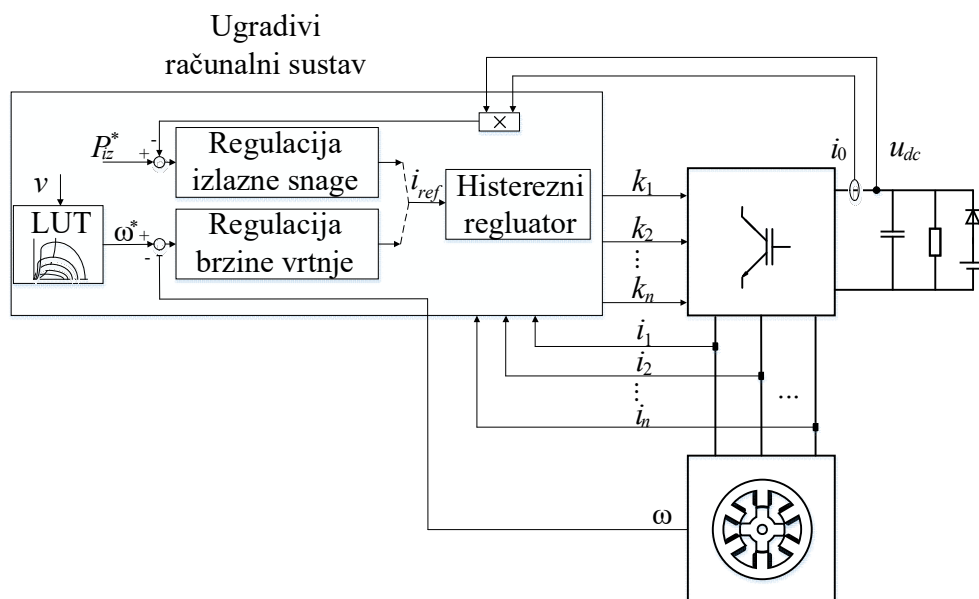 Ugradivi
računalni sustav
P*iz
+
-
Regulacija
izlazne snage
×
v
LUT
ω*
+
-
Regulacija
brzine vrtnje
iref
Histerezni
regluator
k1
k2
⋮
kn
i0
udc
i1
i2
⋮
in
...
ω